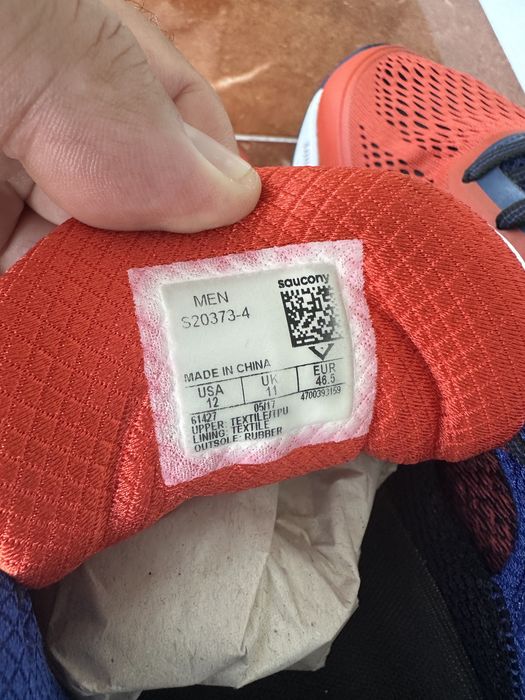 saucony
MEN
S20373-4
MADE IN CHINA
USA UK EUR
12 11 46.5
61427 05/17 4700393159
UPPER: TEXTILE/TPU
LINING: TEXTILE
OUTSOLE: RUBBER